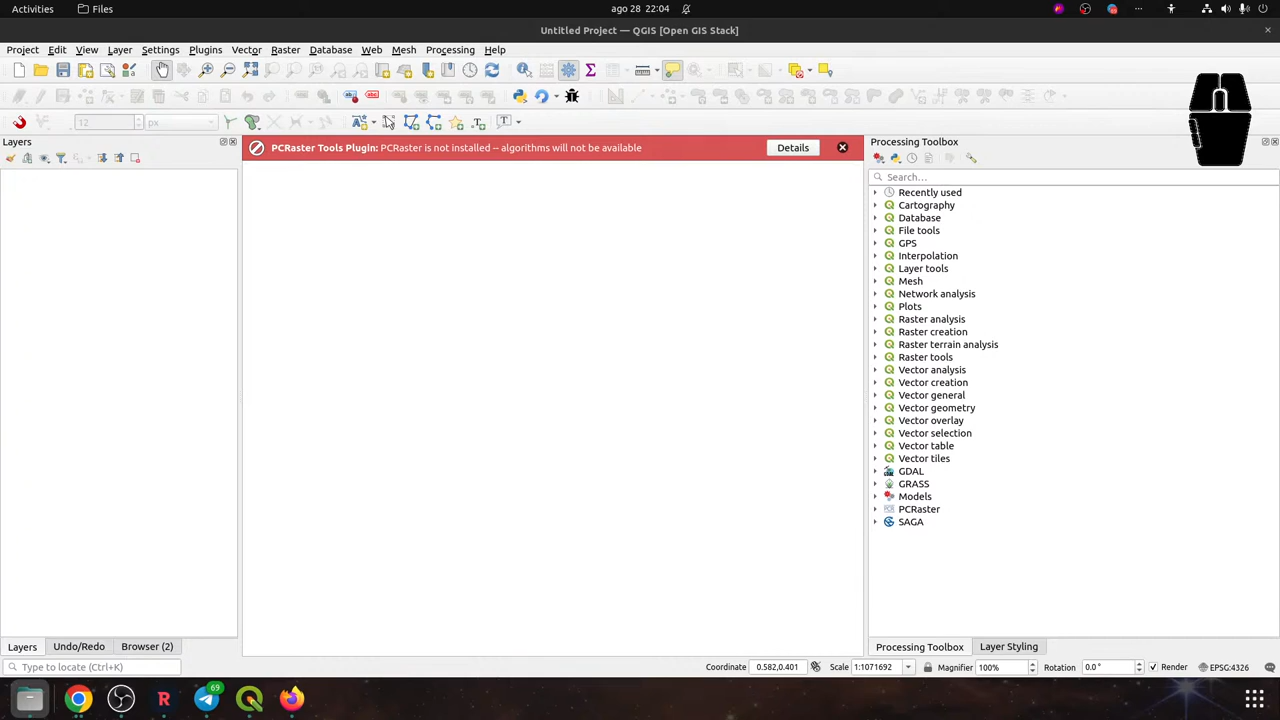 Activities Files ago 28 22:04
Untitled Project — QGIS [Open GIS Stack]
Project Edit View Layer Settings Plugins Vector Raster Database Web Mesh Processing Help
12 px
Layers
PCRaster Tools Plugin: PCRaster is not installed -- algorithms will not be available Details
Processing Toolbox
Search...
Recently used
Cartography
Database
File tools
GPS
Interpolation
Layer tools
Mesh
Network analysis
Plots
Raster analysis
Raster creation
Raster terrain analysis
Raster tools
Vector analysis
Vector creation
Vector general
Vector geometry
Vector overlay
Vector selection
Vector table
Vector tiles
GDAL
GRASS
Models
PCRaster
SAGA
Layers Undo/Redo Browser (2) Processing Toolbox Layer Styling
Type to locate (Ctrl+K) Coordinate 0.582,0.401 Scale 1:1071692 Magnifier 100% Rotation 0.0 ° Render EPSG:4326
69